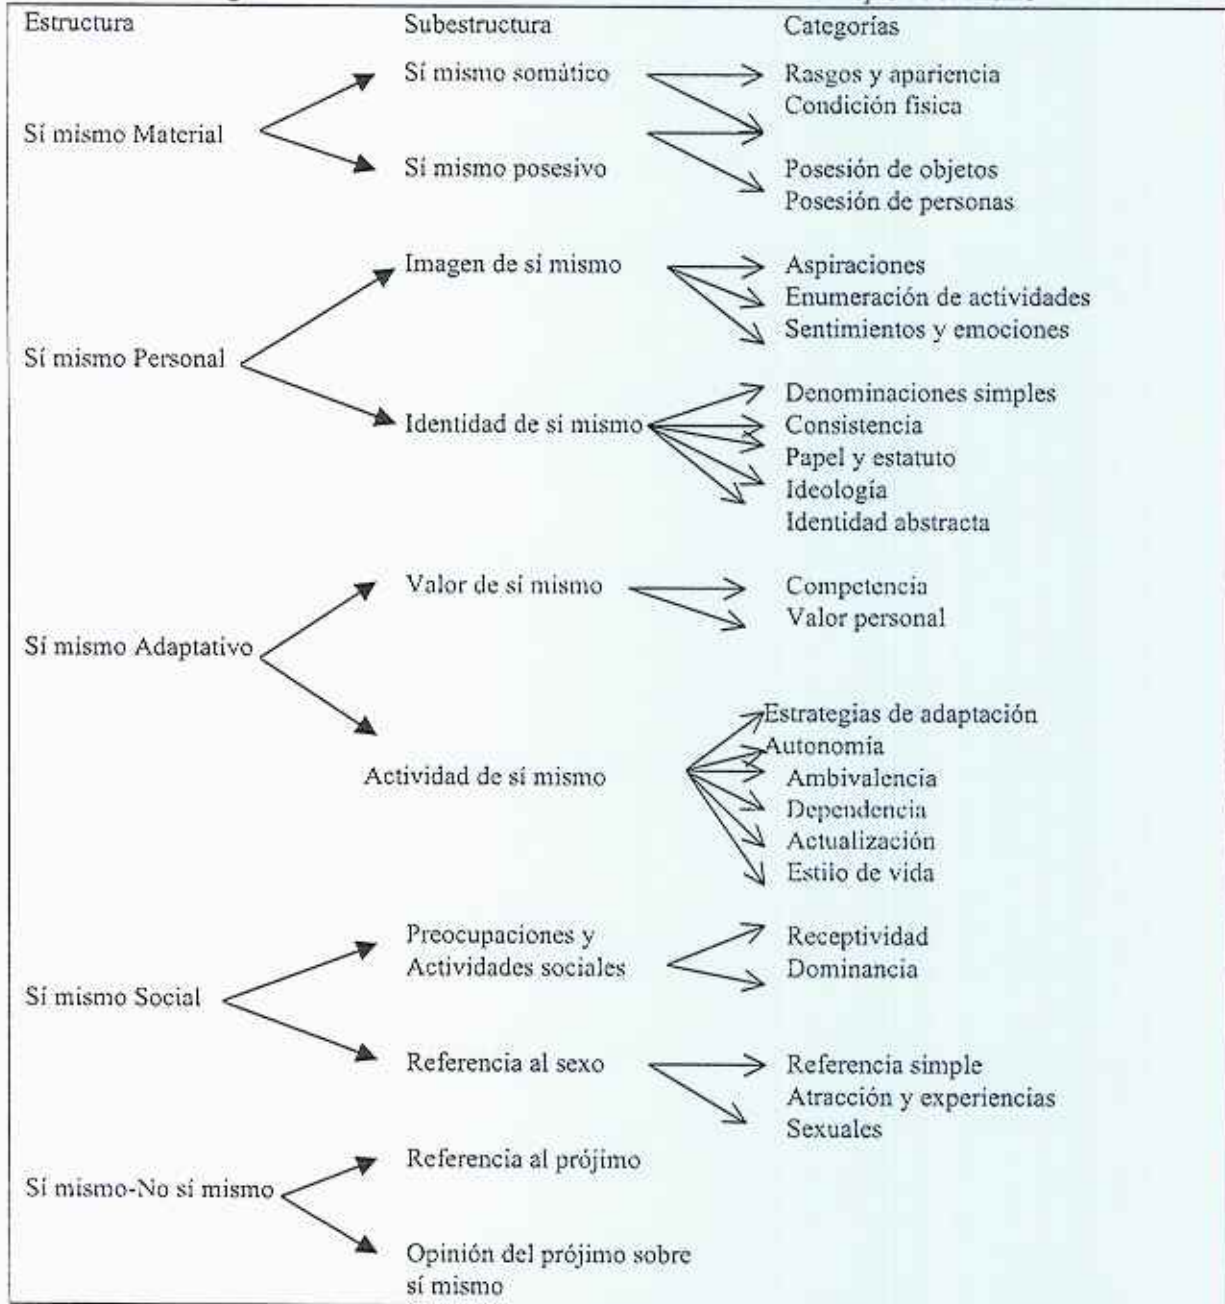 Estructura Subestructura Categorías
Sí mismo somático Rasgos y apariencia
Condición física
Sí mismo Material
Sí mismo posesivo Posesión de objetos
Posesión de personas
Imagen de sí mismo Aspiraciones
Enumeración de actividades
Sentimientos y emociones
Sí mismo Personal
Denominaciones simples
Identidad de sí mismo Consistencia
Papel y estatuto
Ideología
Identidad abstracta
Valor de sí mismo Competencia
Valor personal
Sí mismo Adaptativo
Estrategias de adaptación
Autonomía
Actividad de sí mismo Ambivalencia
Dependencia
Actualización
Estilo de vida
Preocupaciones y Receptividad
Actividades sociales Dominancia
Sí mismo Social
Referencia al sexo Referencia simple
Atracción y experiencias
Sexuales
Referencia al prójimo
Sí mismo-No sí mismo
Opinión del prójimo sobre
sí mismo